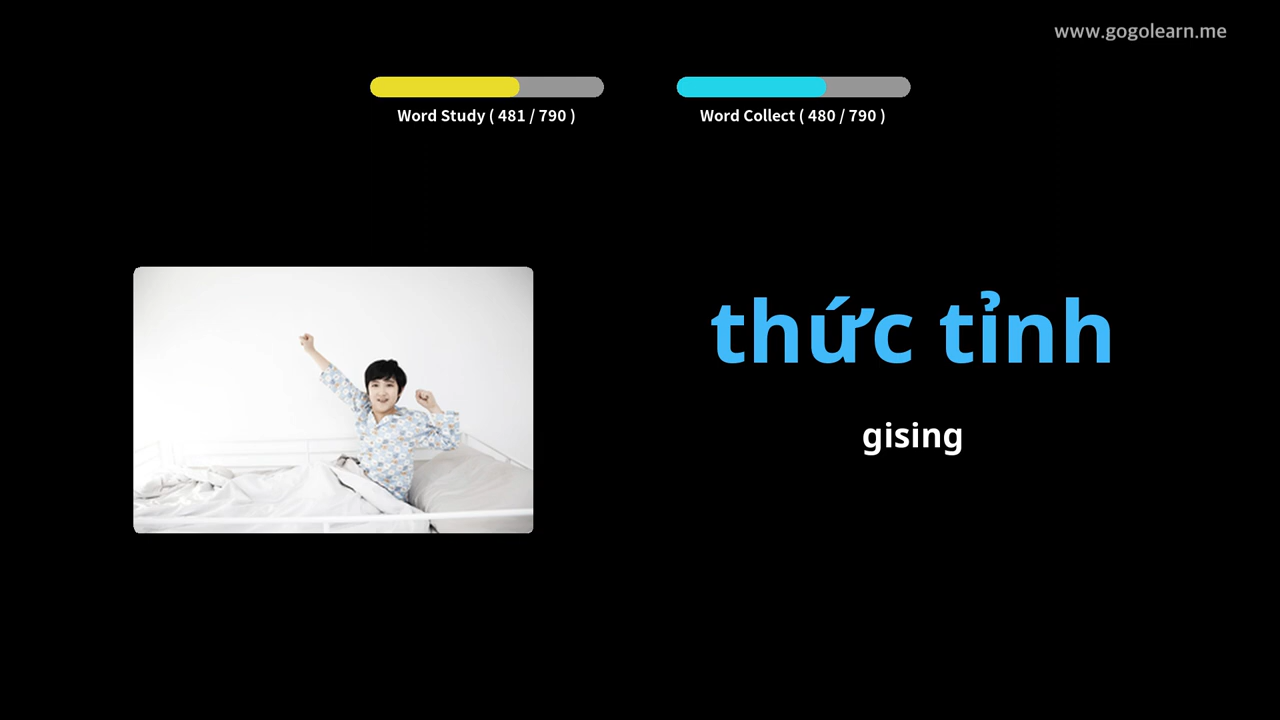 www.gogolearn.me
Word Study ( 481 / 790 )
Word Collect ( 480 / 790 )
thức tỉnh
gising